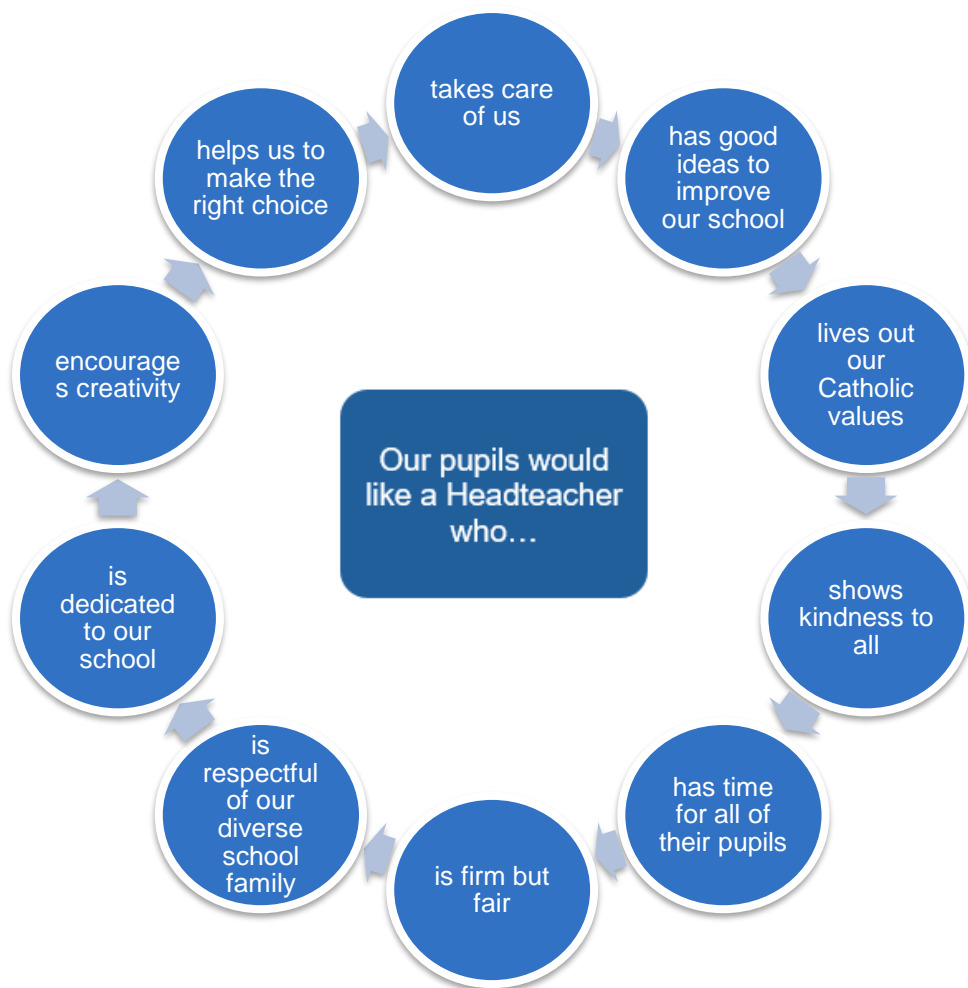 takes care
of us
has good
ideas to
improve
our school
lives out
our
Catholic
values
shows
kindness to
all
has time
for all of
their pupils
is firm but
fair
is
respectful
of our
diverse
school
family
is
dedicated
to our
school
encourage
s creativity
helps us to
make the
right choice
Our pupils would
like a Headteacher
who…